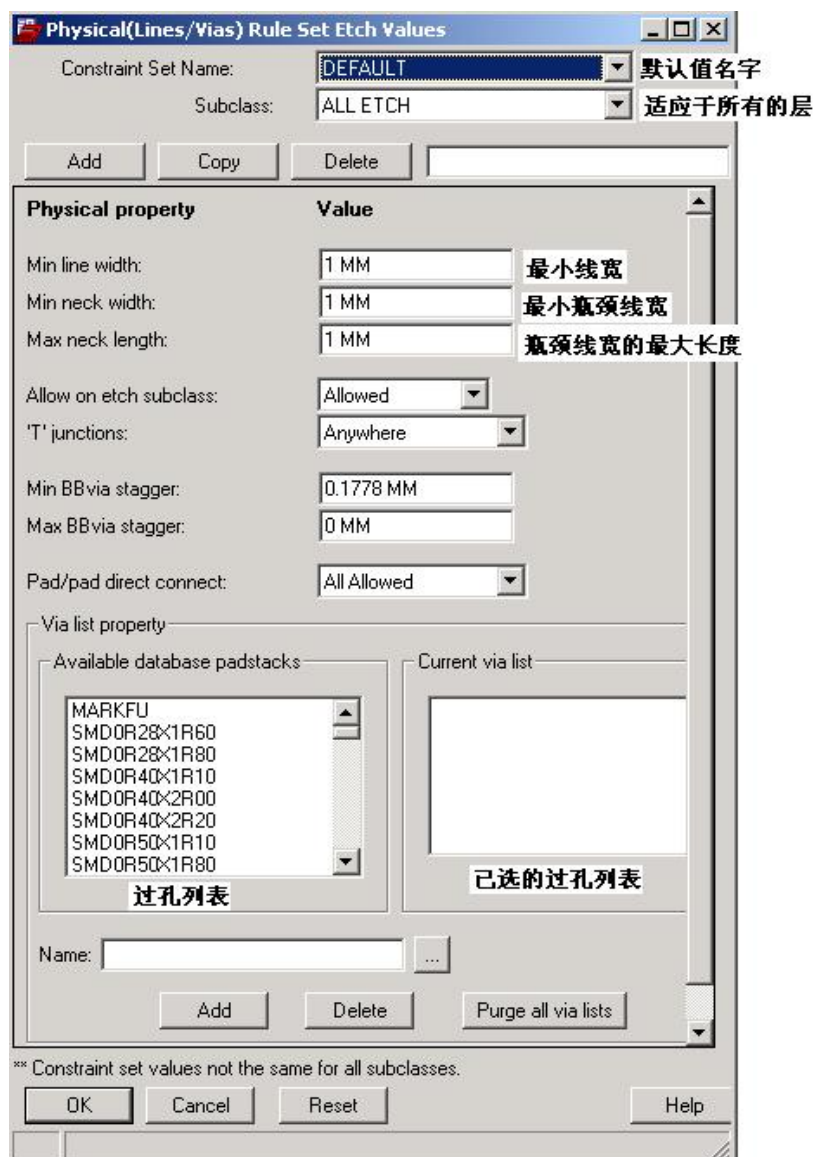 Physical(Lines/Vias) Rule Set Etch Values
Constraint Set Name: DEFAULT 默认值名字
Subclass: ALL ETCH 适应于所有的层
Add Copy Delete
Physical property Value
Min line width: 1 MM 最小线宽
Min neck width: 1 MM 最小瓶颈线宽
Max neck length: 1 MM 瓶颈线宽的最大长度
Allow on etch subclass: Allowed
'T' junctions: Anywhere
Min BBvia stagger: 0.1778 MM
Max BBvia stagger: 0 MM
Pad/pad direct connect: All Allowed
Via list property
Available database padstacks Current via list
MARKFU
SMD0R28X1R60
SMD0R28X1R80
SMD0R40X1R10
SMD0R40X2R00
SMD0R40X2R20
SMD0R50X1R10
SMD0R50X1R80
过孔列表 已选的过孔列表
Name: ...
Add Delete Purge all via lists
** Constraint set values not the same for all subclasses.
OK Cancel Reset Help